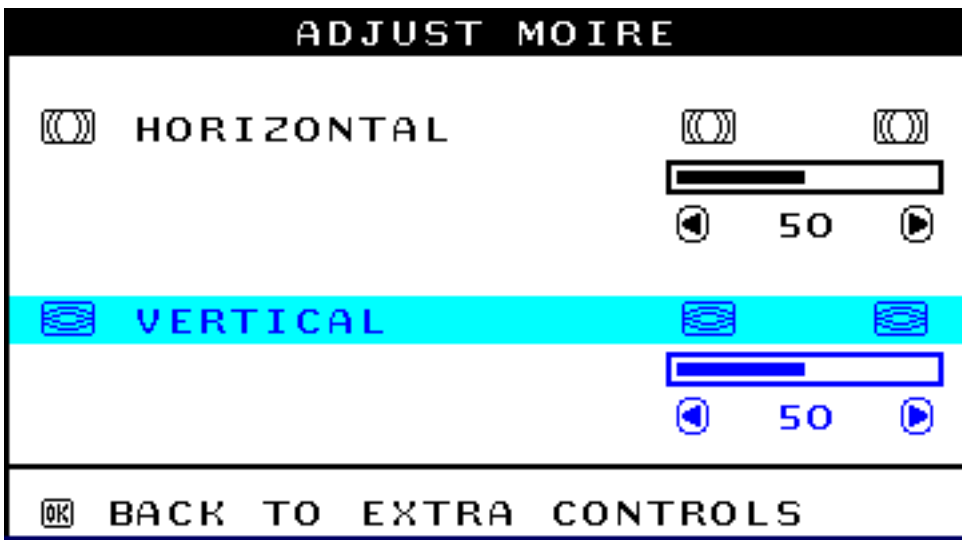 ADJUST MOIRE
HORIZONTAL
50
VERTICAL
50
OK BACK TO EXTRA CONTROLS